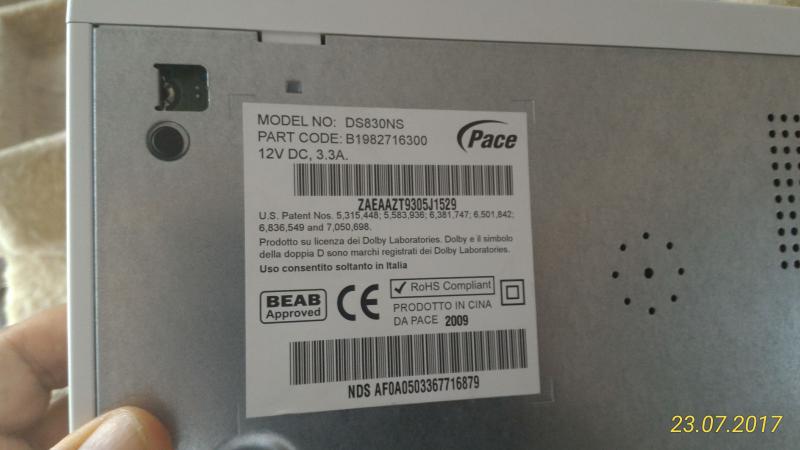 MODEL NO: DS830NS
PART CODE: B1982716300
12V DC, 3.3A.
Pace
ZAEAAZT9305J1529
U.S. Patent Nos. 5,315,448; 5,583,936; 6,381,747; 6,501,842;
6,836,549 and 7,050,698.
Prodotto su licenza dei Dolby Laboratories. Dolby e il simbolo
della doppia D sono marchi registrati dei Dolby Laboratories.
Uso consentito soltanto in Italia
BEAB
Approved
CE
RoHS Compliant
PRODOTTO IN CINA
DA PACE 2009
NDS AF0A0503367716879
23.07.2017